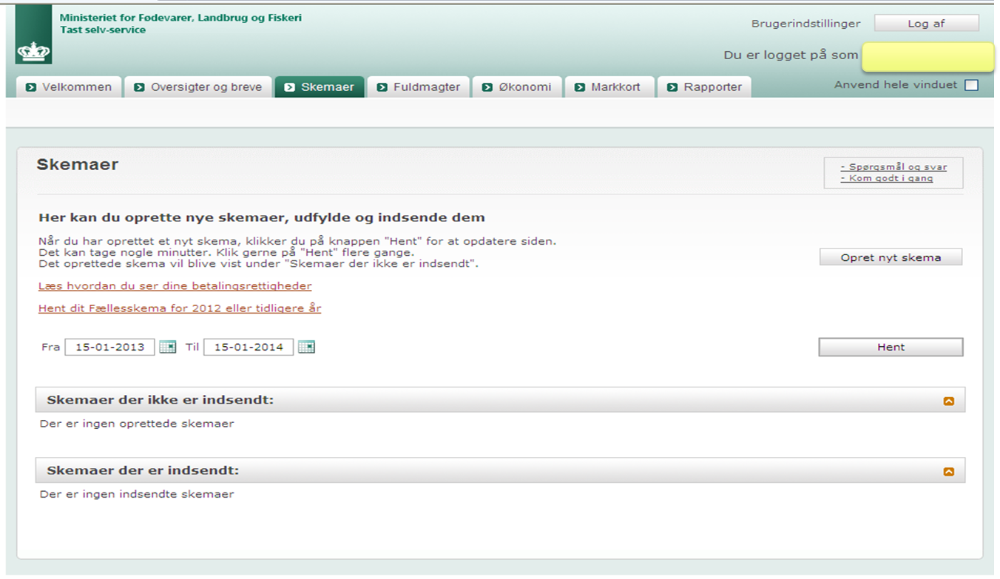 Ministeriet for Fødevarer, Landbrug og Fiskeri
Tast selv-service
Brugerindstillinger
Log af
Du er logget på som
Velkommen
Oversigter og breve
Skemaer
Fuldmagter
Økonomi
Markkort
Rapporter
Anvend hele vinduet
Skemaer
- Spørgsmål og svar
- Kom godt i gang
Her kan du oprette nye skemaer, udfylde og indsende dem
Når du har oprettet et nyt skema, klikker du på knappen "Hent" for at opdatere siden.
Det kan tage nogle minutter. Klik gerne på "Hent" flere gange.
Det oprettede skema vil blive vist under "Skemaer der ikke er indsendt".
Opret nyt skema
Læs hvordan du ser dine betalingsrettigheder
Hent dit Fællesskema for 2012 eller tidligere år
Fra 15-01-2013 Til 15-01-2014
Hent
Skemaer der ikke er indsendt:
Der er ingen oprettede skemaer
Skemaer der er indsendt:
Der er ingen indsendte skemaer